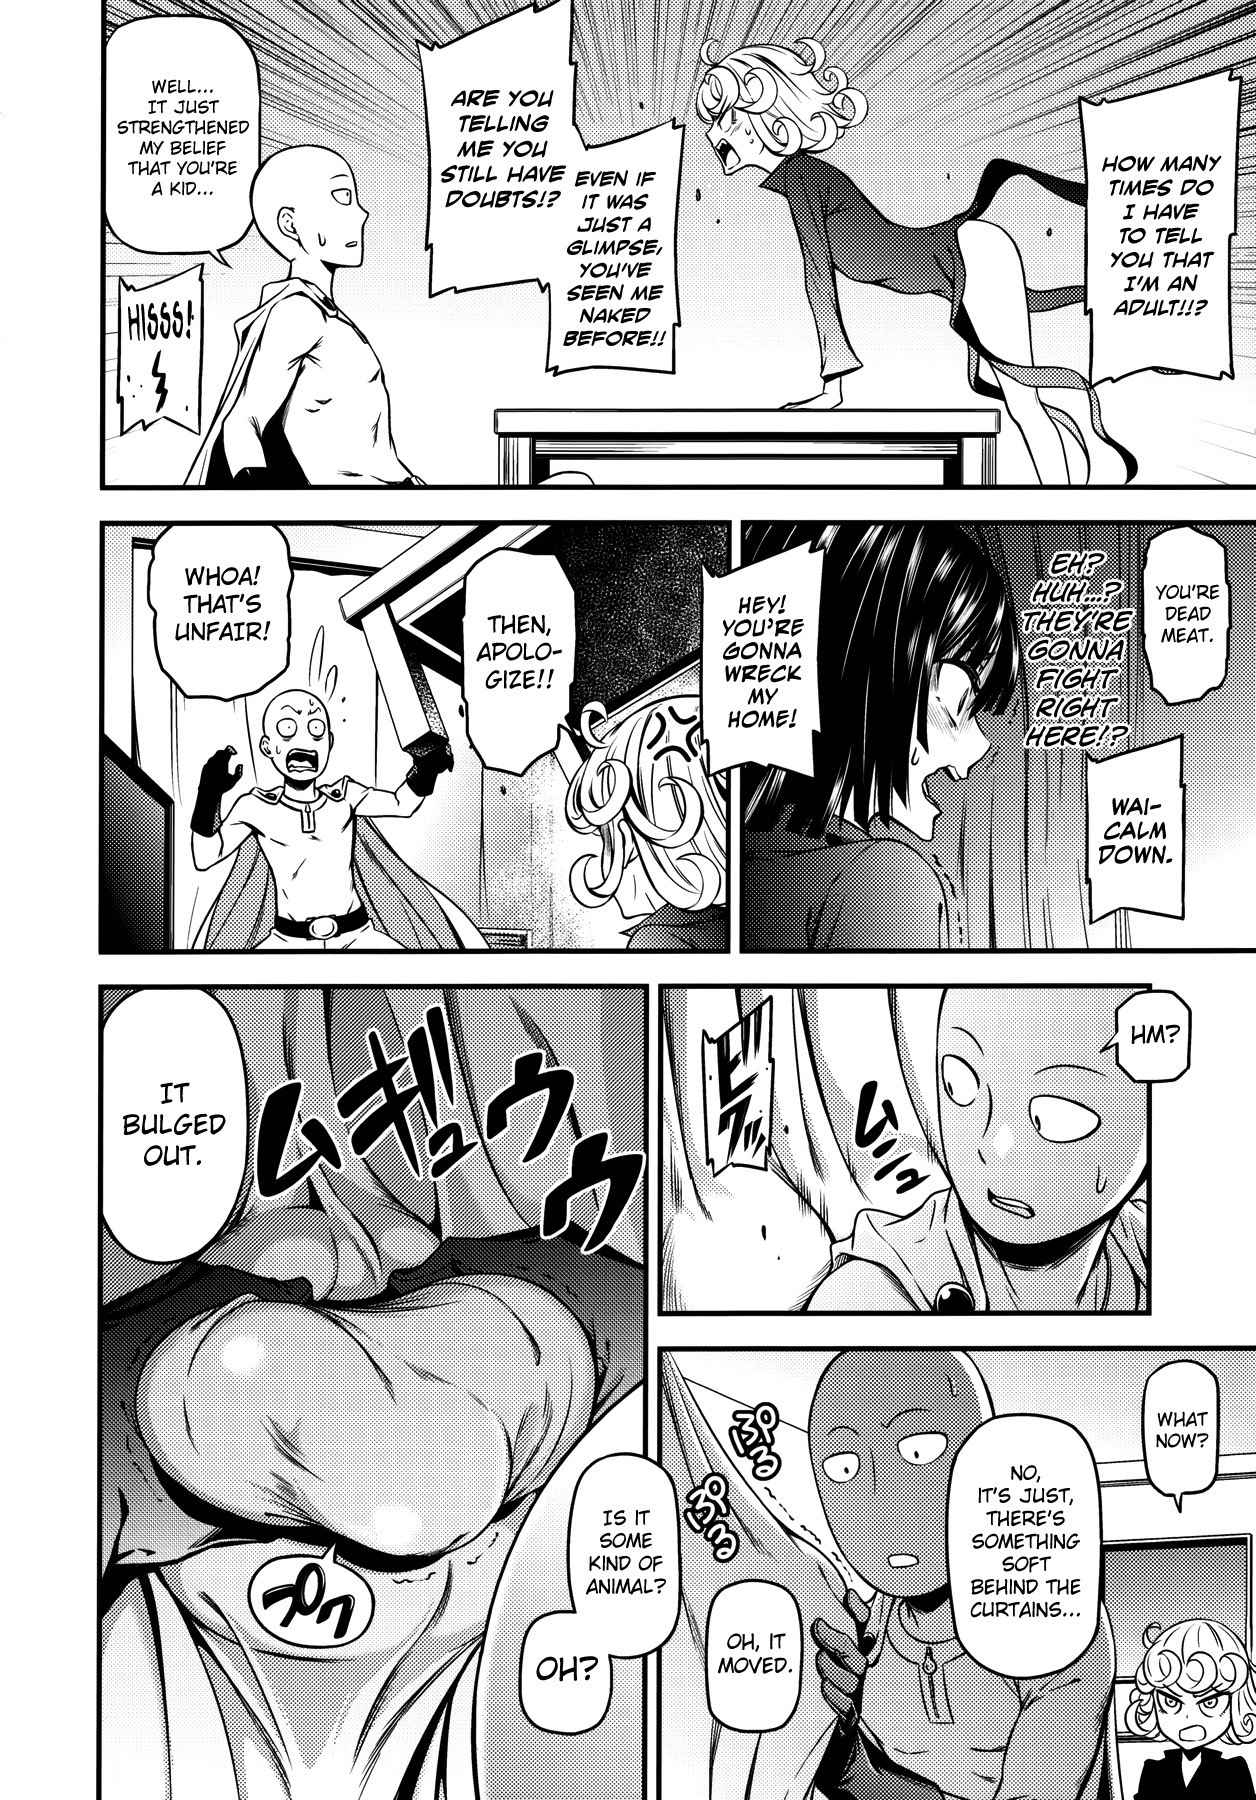 HOW MANY
TIMES DO
I HAVE
TO TELL
YOU THAT
I'M AN
ADULT!!?
EVEN IF
IT WAS
JUST A
GLIMPSE,
YOU'VE
SEEN ME
NAKED
BEFORE!!
ARE YOU
TELLING
ME YOU
STILL HAVE
DOUBTS!?
WELL...
IT JUST
STRENGTHENED
MY BELIEF
THAT YOU'RE
A KID...
HISSS!
YOU'RE
DEAD
MEAT.
EH?
HUH...?
THEY'RE
GONNA
FIGHT
RIGHT
HERE!?
WAI-
CALM
DOWN.
HEY!
YOU'RE
GONNA
WRECK
MY
HOME!
THEN,
APOLO-
GIZE!!
WHOA!
THAT'S
UNFAIR!
HM?
ムニュ
ビクッ
WHAT
NOW?
NO,
IT'S JUST,
THERE'S
SOMETHING
SOFT
BEHIND THE
CURTAINS...
ぷる
ぷる
OH, IT
MOVED.
ムギュウウ!!
IT
BULGED
OUT.
IS IT
SOME
KIND OF
ANIMAL?
OH?
プク